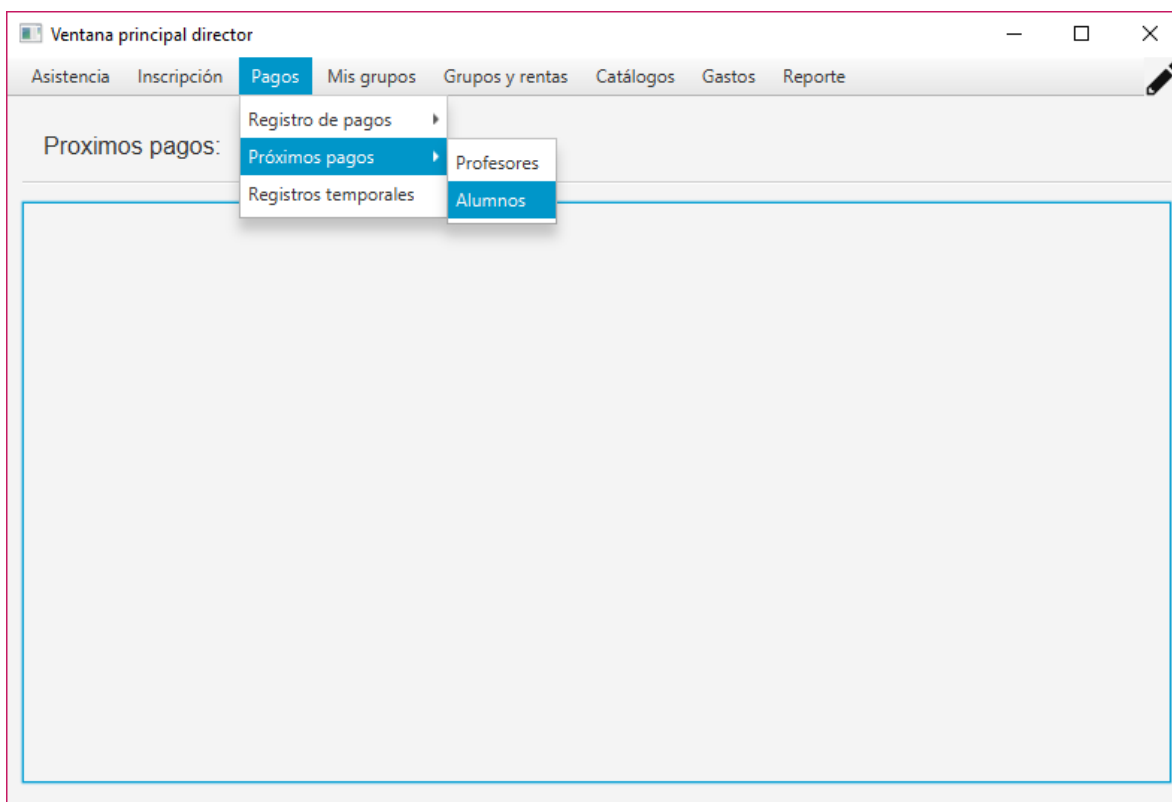 Ventana principal director
Asistencia Inscripción Pagos Mis grupos Grupos y rentas Catálogos Gastos Reporte
Registro de pagos
Proximos pagos:
Próximos pagos
Profesores
Registros temporales
Alumnos